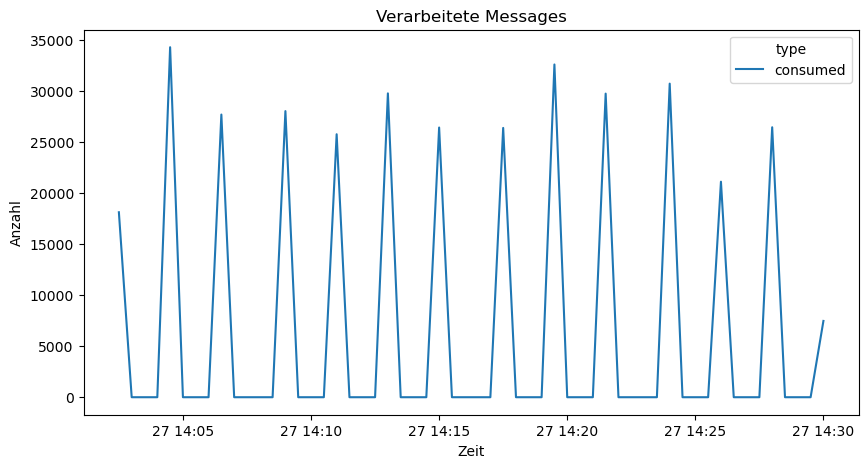 Verarbeitete Messages
type
consumed
Anzahl
35000
30000
25000
20000
15000
10000
5000
0
27 14:05 27 14:10 27 14:15 27 14:20 27 14:25 27 14:30
Zeit